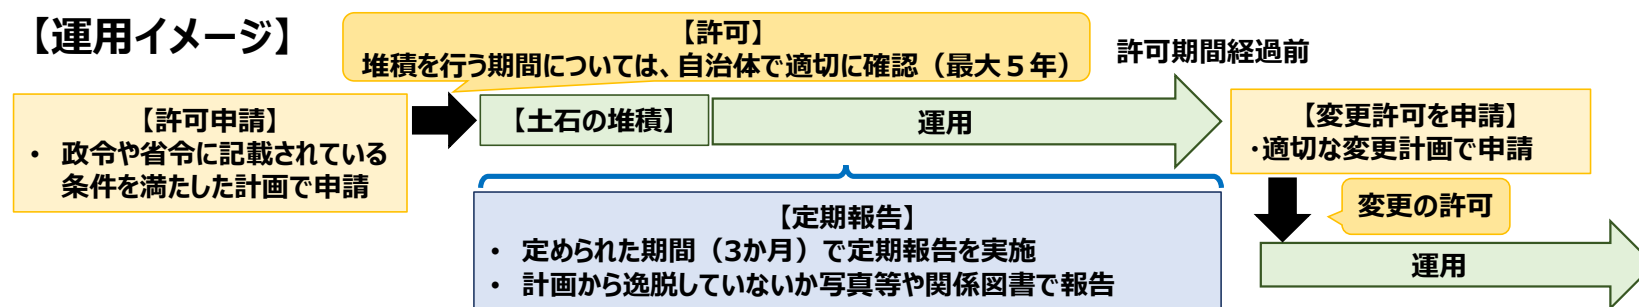 【運用イメージ】
【許可】
堆積を行う期間については、自治体で適切に確認（最大５年）
許可期間経過前
【許可申請】
• 政令や省令に記載されている
条件を満たした計画で申請
【土石の堆積】
運用
【変更許可を申請】
・適切な変更計画で申請
変更の許可
【定期報告】
• 定められた期間（3か月）で定期報告を実施
• 計画から逸脱していないか写真等や関係図書で報告
運用